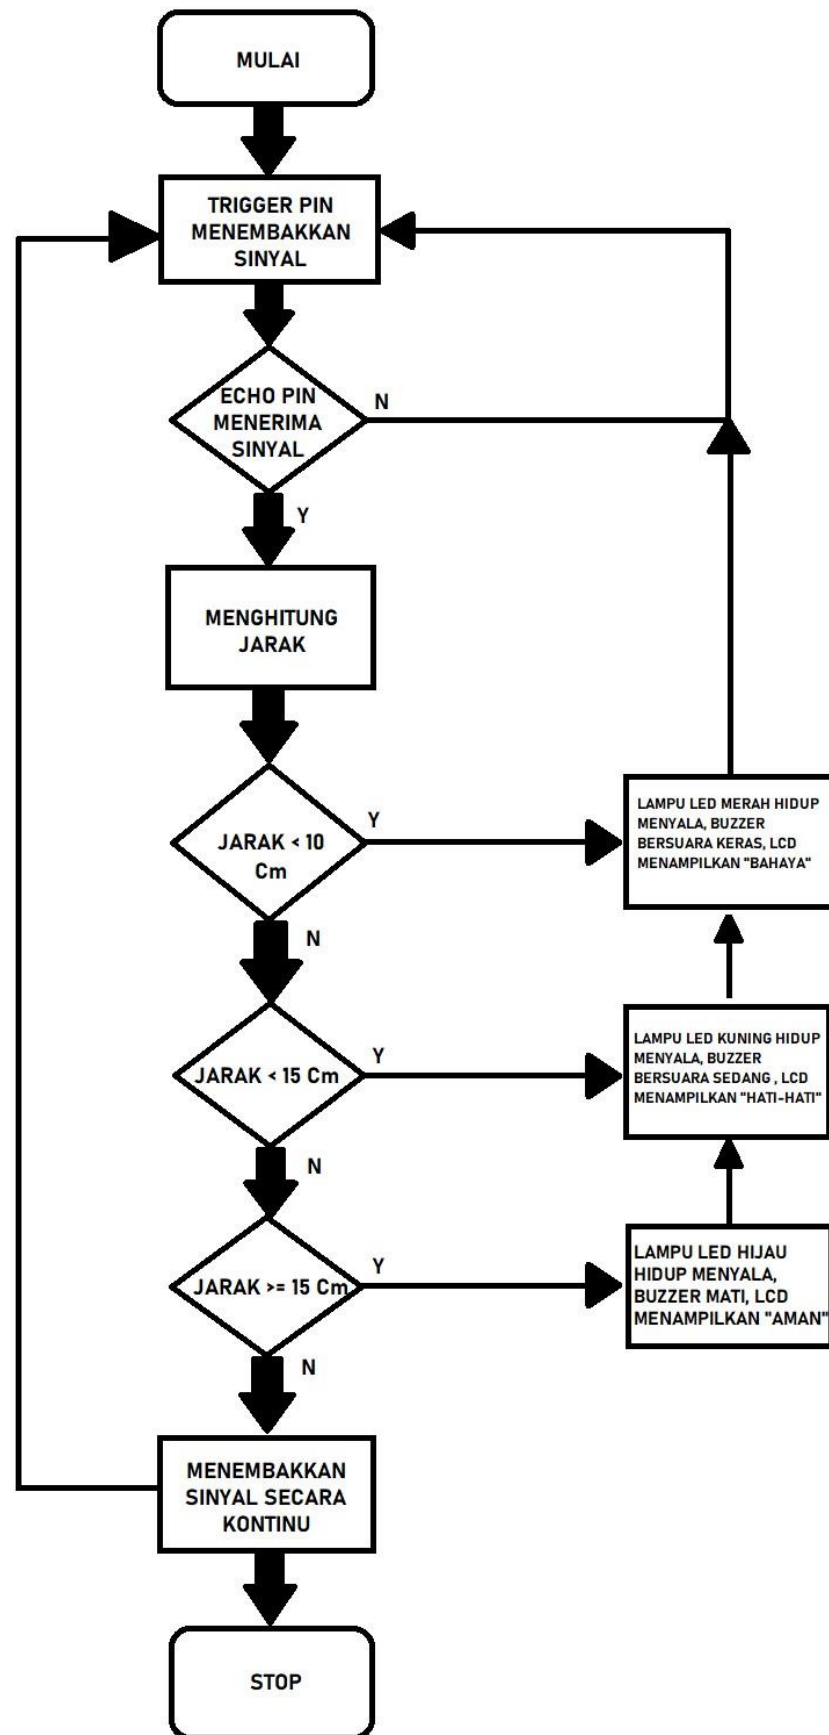 MULAI
TRIGGER PIN
MENEMBAKKAN
SINYAL
ECHO PIN
MENERIMA
SINYAL
N
Y
MENGHITUNG
JARAK
JARAK < 10
Cm
Y
LAMPU LED MERAH HIDUP
MENYALA, BUZZER
BERSUARA KERAS, LCD
MENAMPILKAN "BAHAYA"
N
JARAK < 15 Cm
Y
LAMPU LED KUNING HIDUP
MENYALA, BUZZER
BERSUARA SEDANG , LCD
MENAMPILKAN "HATI-HATI"
N
JARAK >= 15 Cm
Y
LAMPU LED HIJAU
HIDUP MENYALA,
BUZZER MATI, LCD
MENAMPILKAN "AMAN"
N
MENEMBAKKAN
SINYAL SECARA
KONTINU
STOP